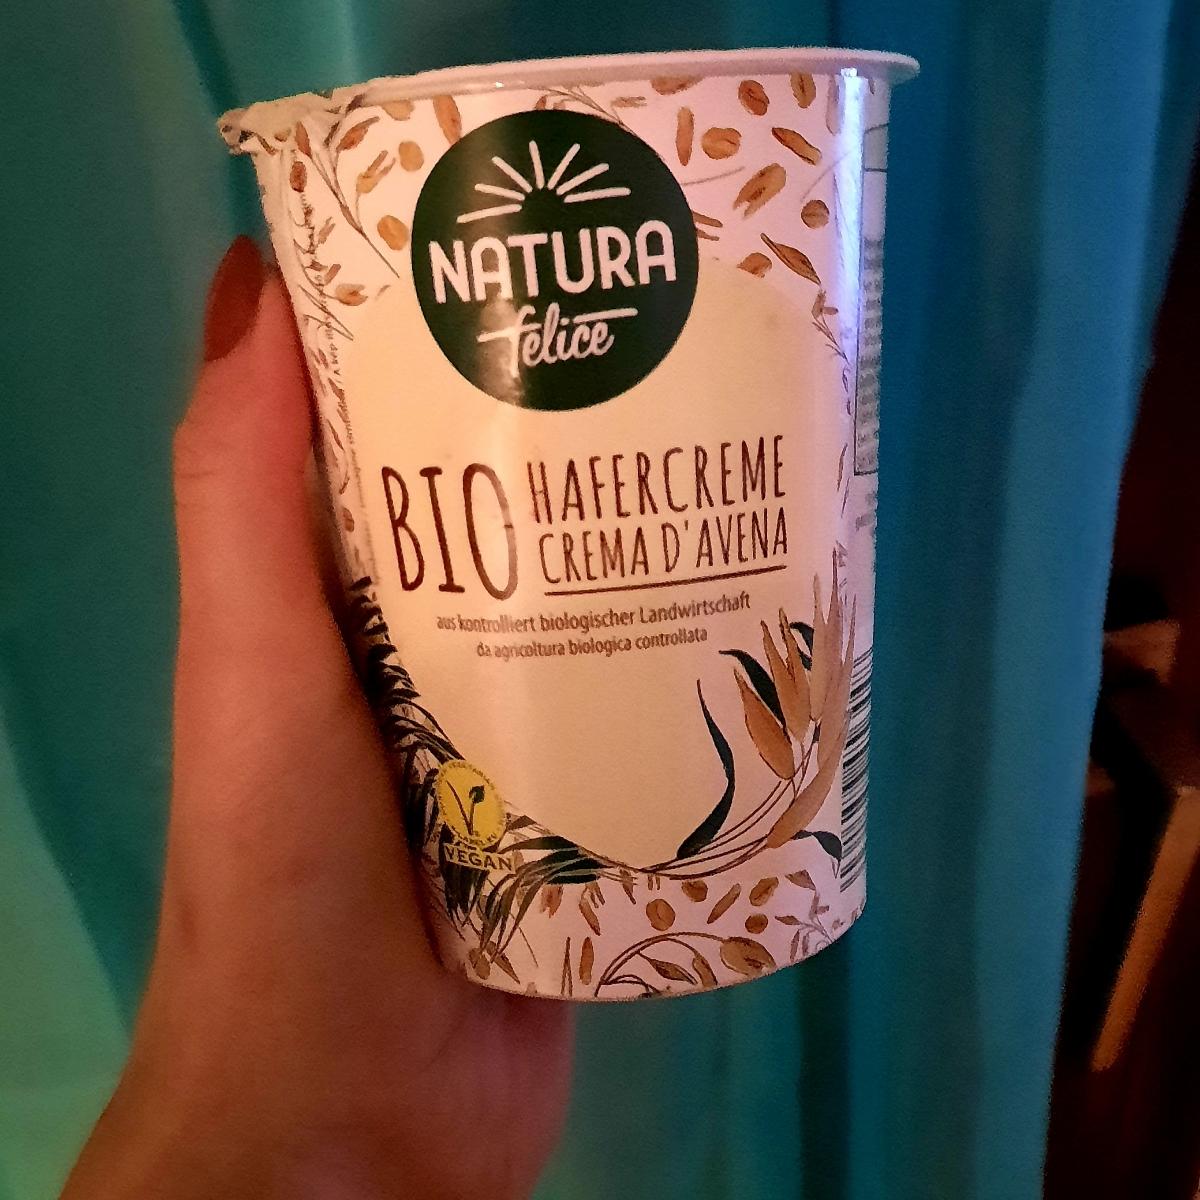 NATURA
felice
BIO
HAFERCREME
CREMA D'AVENA
aus kontrolliert biologischer Landwirtschaft
da agricoltura biologica controllata
VEGAN